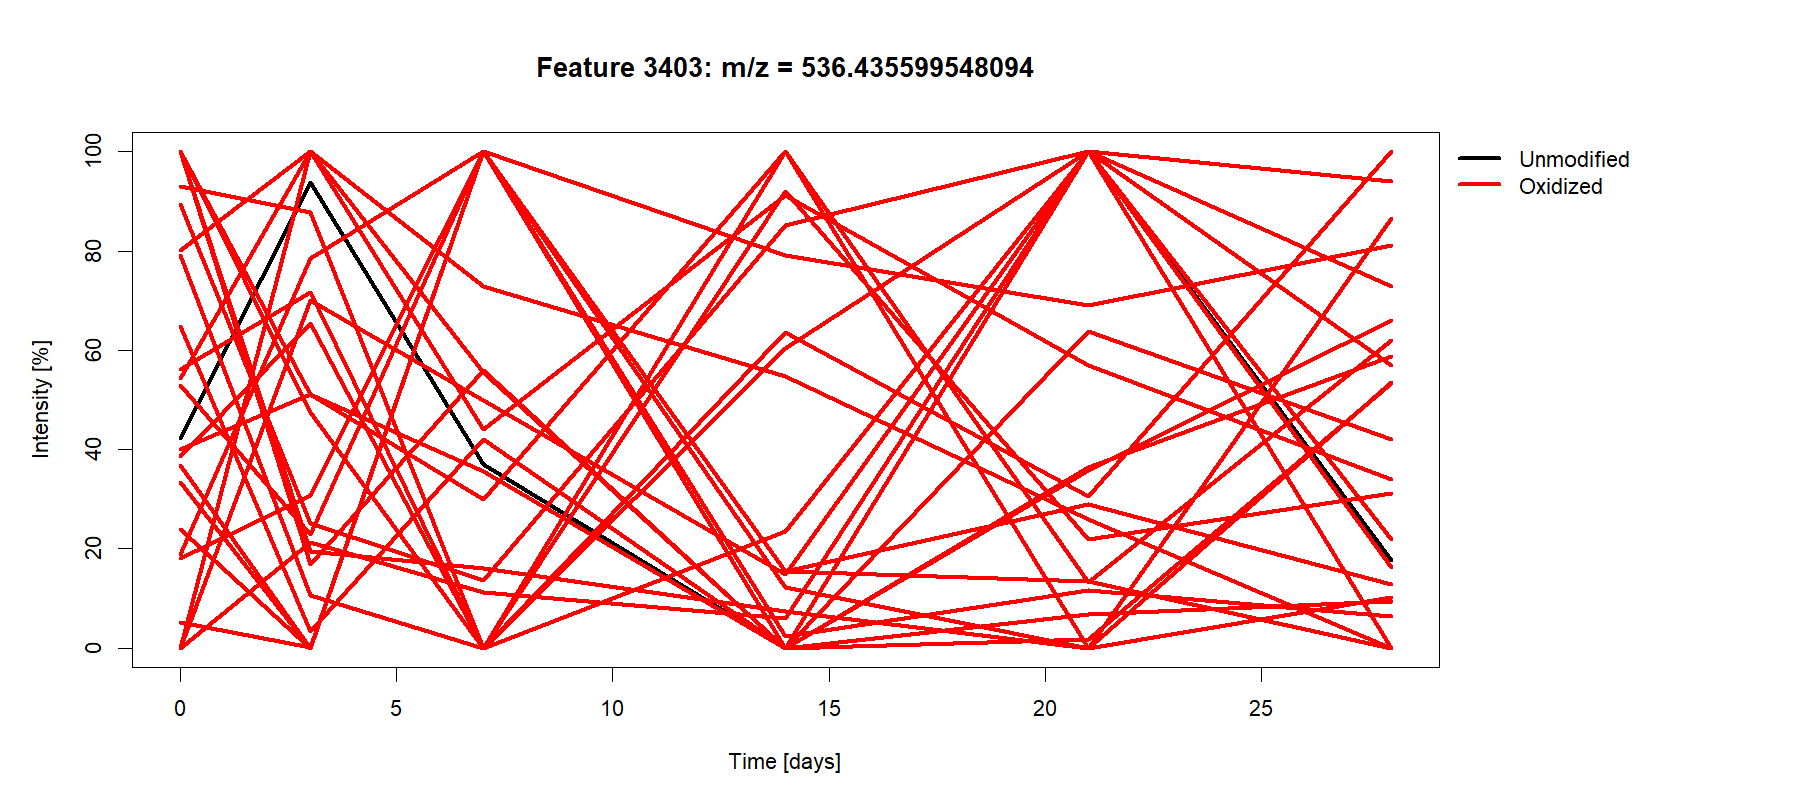 Feature 3403: m/z = 536.435599548094
Unmodified
Oxidized
Intensity [%]
100
80
60
40
20
0
0 5 10 15 20 25
Time [days]